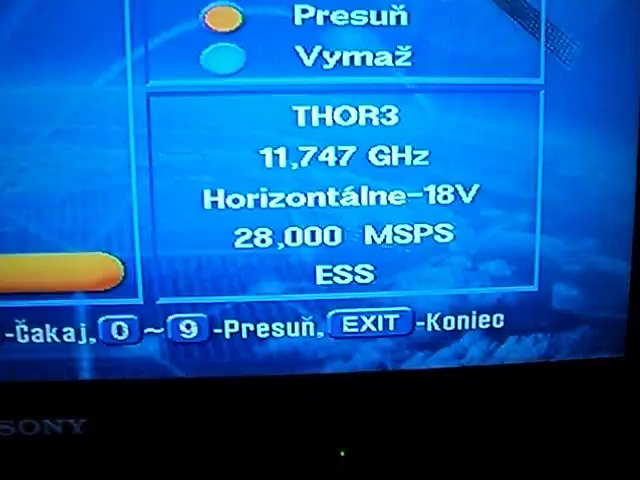 Presuň
Vymaž
THOR3
11,747 GHz
Horizontálne-18V
28,000 MSPS
ESS
-Čakaj, 0 ~ 9 -Presuň, EXIT -Koniec
SONY